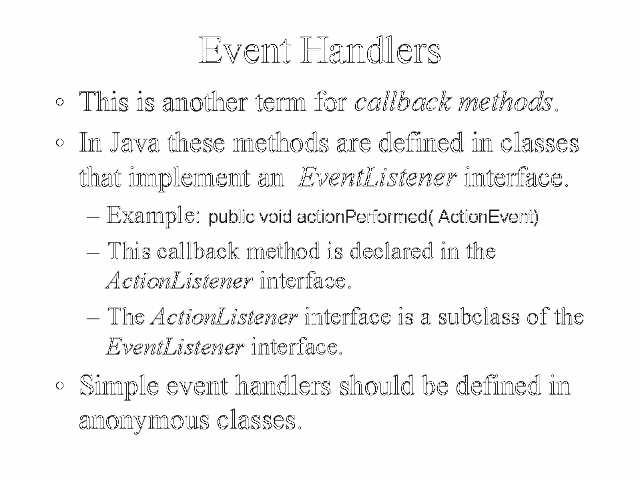 Event Handlers
◦ This is another term for callback methods.
◦ In Java these methods are defined in classes
that implement an EventListener interface.
– Example: public void actionPerformed( ActionEvent)
– This callback method is declared in the
ActionListener interface.
– The ActionListener interface is a subclass of the
EventListener interface.
◦ Simple event handlers should be defined in
anonymous classes.